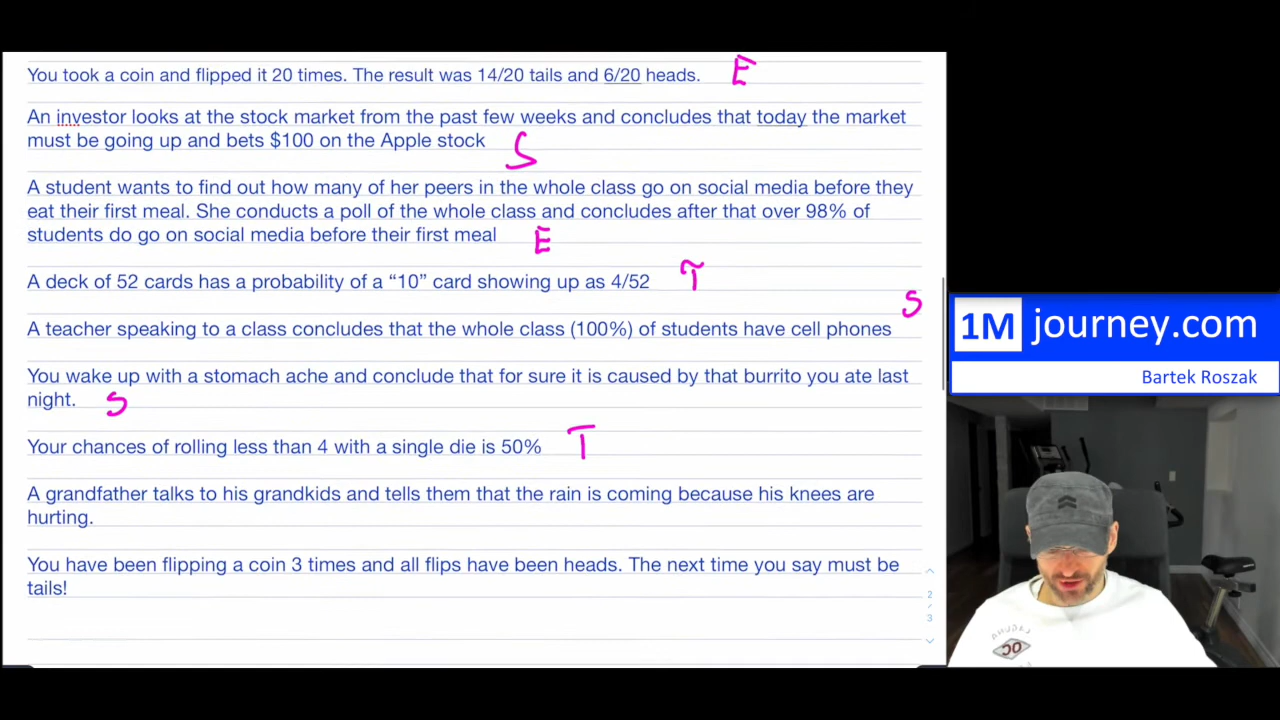 You took a coin and flipped it 20 times. The result was 14/20 tails and 6/20 heads. E
An investor looks at the stock market from the past few weeks and concludes that today the market
must be going up and bets $100 on the Apple stock S
A student wants to find out how many of her peers in the whole class go on social media before they
eat their first meal. She conducts a poll of the whole class and concludes after that over 98% of
students do go on social media before their first meal E
A deck of 52 cards has a probability of a “10” card showing up as 4/52 T
A teacher speaking to a class concludes that the whole class (100%) of students have cell phones S
You wake up with a stomach ache and conclude that for sure it is caused by that burrito you ate last
night. S
Your chances of rolling less than 4 with a single die is 50% T
A grandfather talks to his grandkids and tells them that the rain is coming because his knees are
hurting.
You have been flipping a coin 3 times and all flips have been heads. The next time you say must be
tails!
2
/
3
1M journey.com
Bartek Roszak
OC